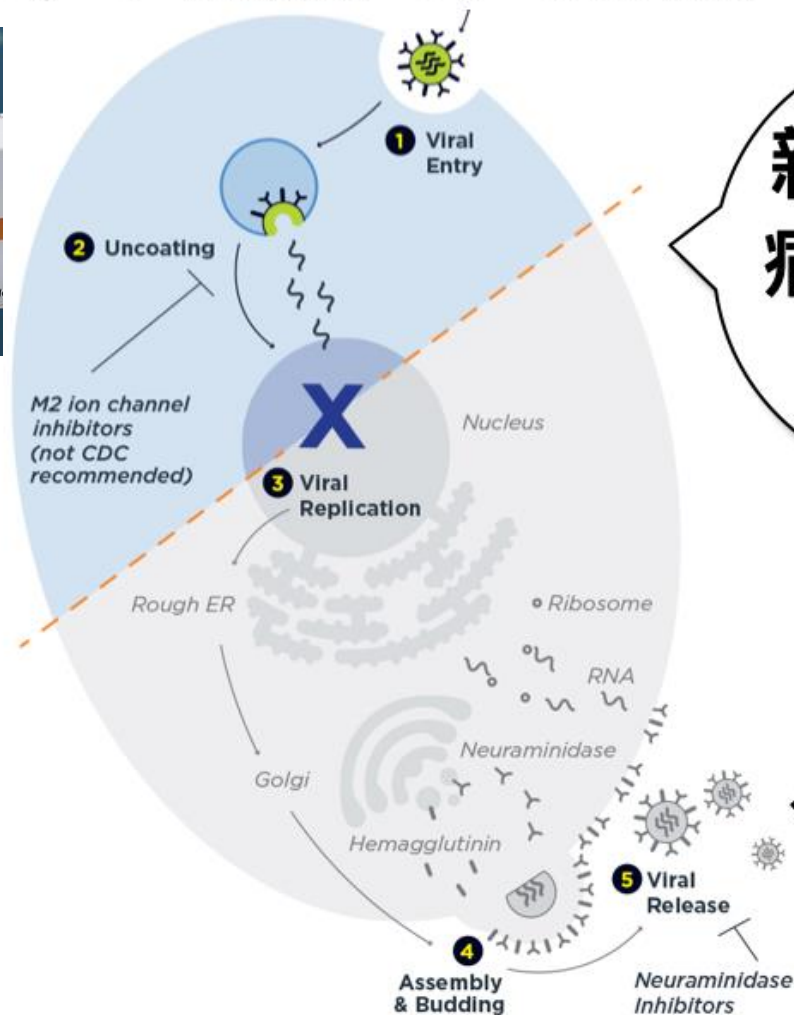 1 Viral
Entry
2 Uncoating
M2 ion channel
inhibitors
(not CDC
recommended)
X
Nucleus
3 Viral
Replication
Rough ER
Ribosome
RNA
Neuraminidase
Golgi
Hemagglutinin
5 Viral
Release
4
Assembly
& Budding
Neuraminidase
Inhibitors